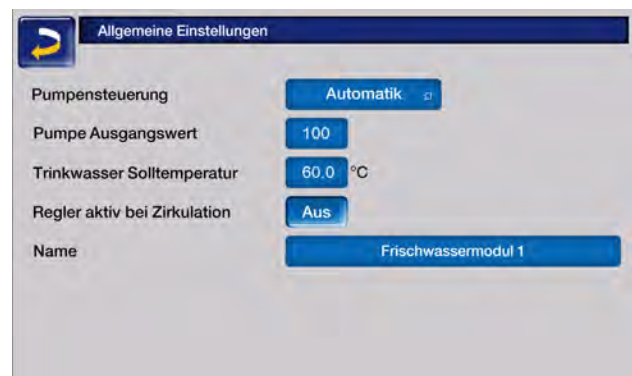 Allgemeine Einstellungen
Pumpensteuerung Automatik
Pumpe Ausgangswert 100
Trinkwasser Solltemperatur 60.0 °C
Regler aktiv bei Zirkulation Aus
Name Frischwassermodul 1